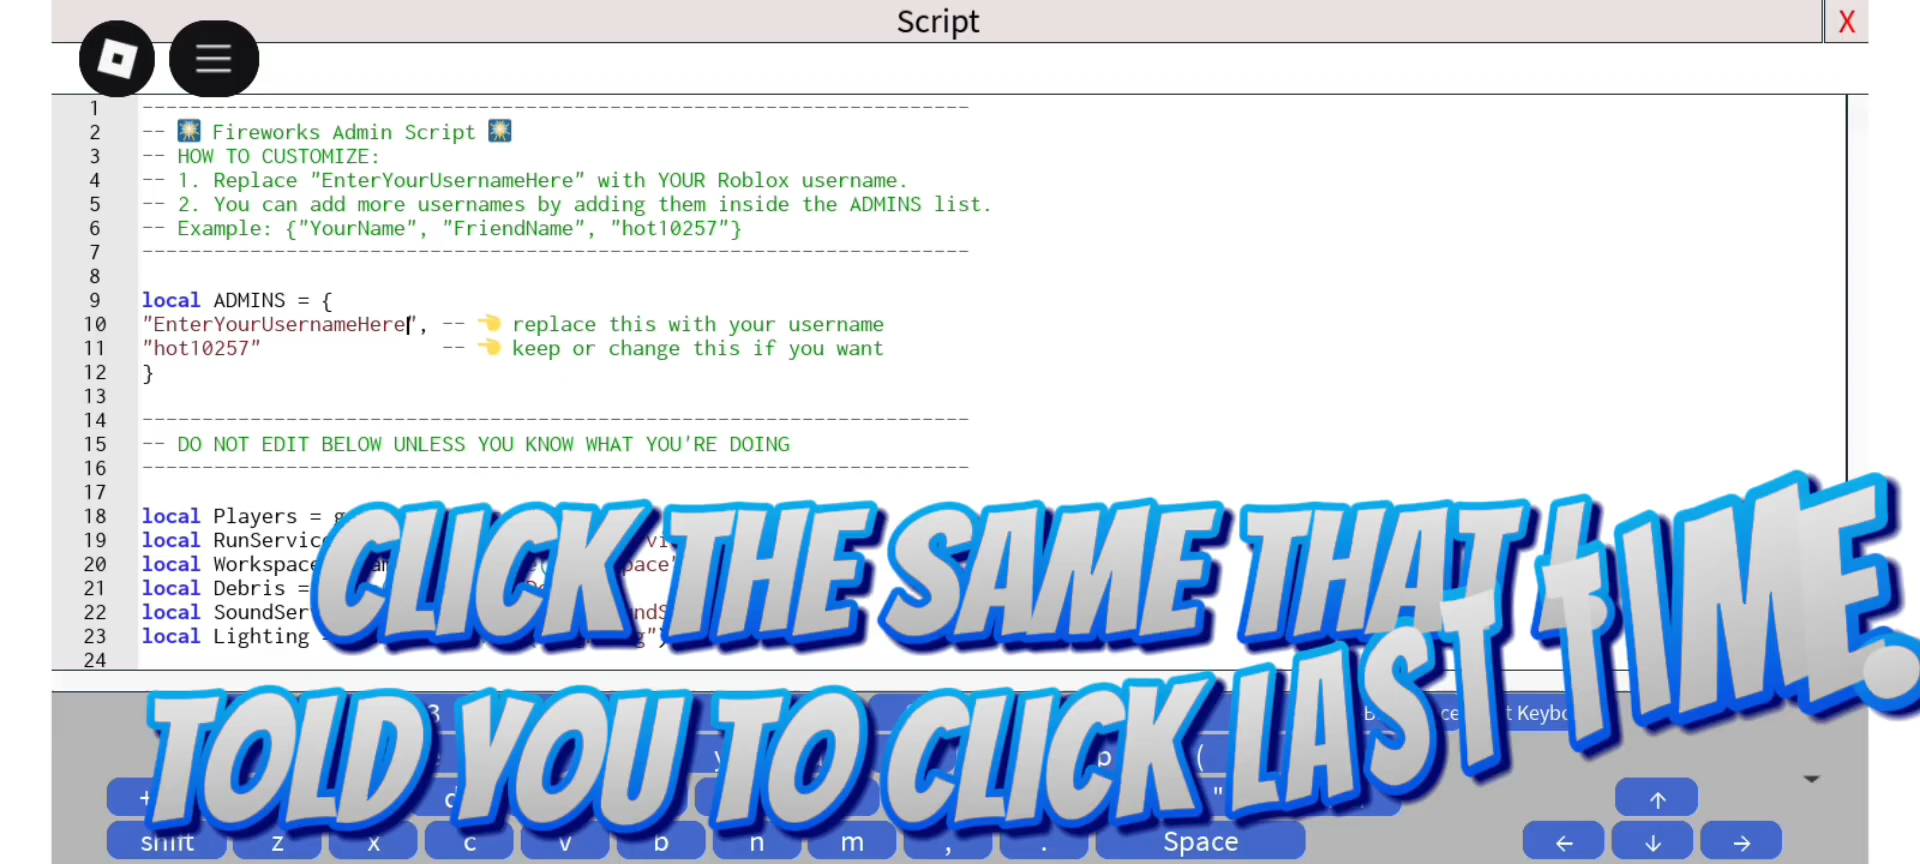 Script
X
1 ----------------------------------------------------------------------
2 -- 🎆 Fireworks Admin Script 🎆
3 -- HOW TO CUSTOMIZE:
4 -- 1. Replace "EnterYourUsernameHere" with YOUR Roblox username.
5 -- 2. You can add more usernames by adding them inside the ADMINS list.
6 -- Example: {"YourName", "FriendName", "hot10257"}
7 ----------------------------------------------------------------------
8
9 local ADMINS = {
10 "EnterYourUsernameHere", -- 👈 replace this with your username
11 "hot10257" -- 👈 keep or change this if you want
12 }
13
14 ----------------------------------------------------------------------
15 -- DO NOT EDIT BELOW UNLESS YOU KNOW WHAT YOU'RE DOING
16 ----------------------------------------------------------------------
17
18 local Players =
19 local
20 local Workspace
21 local Debris =
22 local
23 local Lighting
24
CLICK THE SAME THAT I
TOLD YOU TO CLICK LAST TIME.
3
p (
+ d "
↑
shift z x c v b n m , . Space ← ↓ →